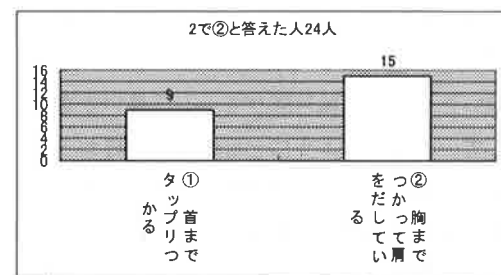 2で②と答えた人24人
16
14
12
10
8
6
4
2
0
9
15
① 首まで
タップリつ
かる
② 胸まで
つかって肩
をだしてい
る